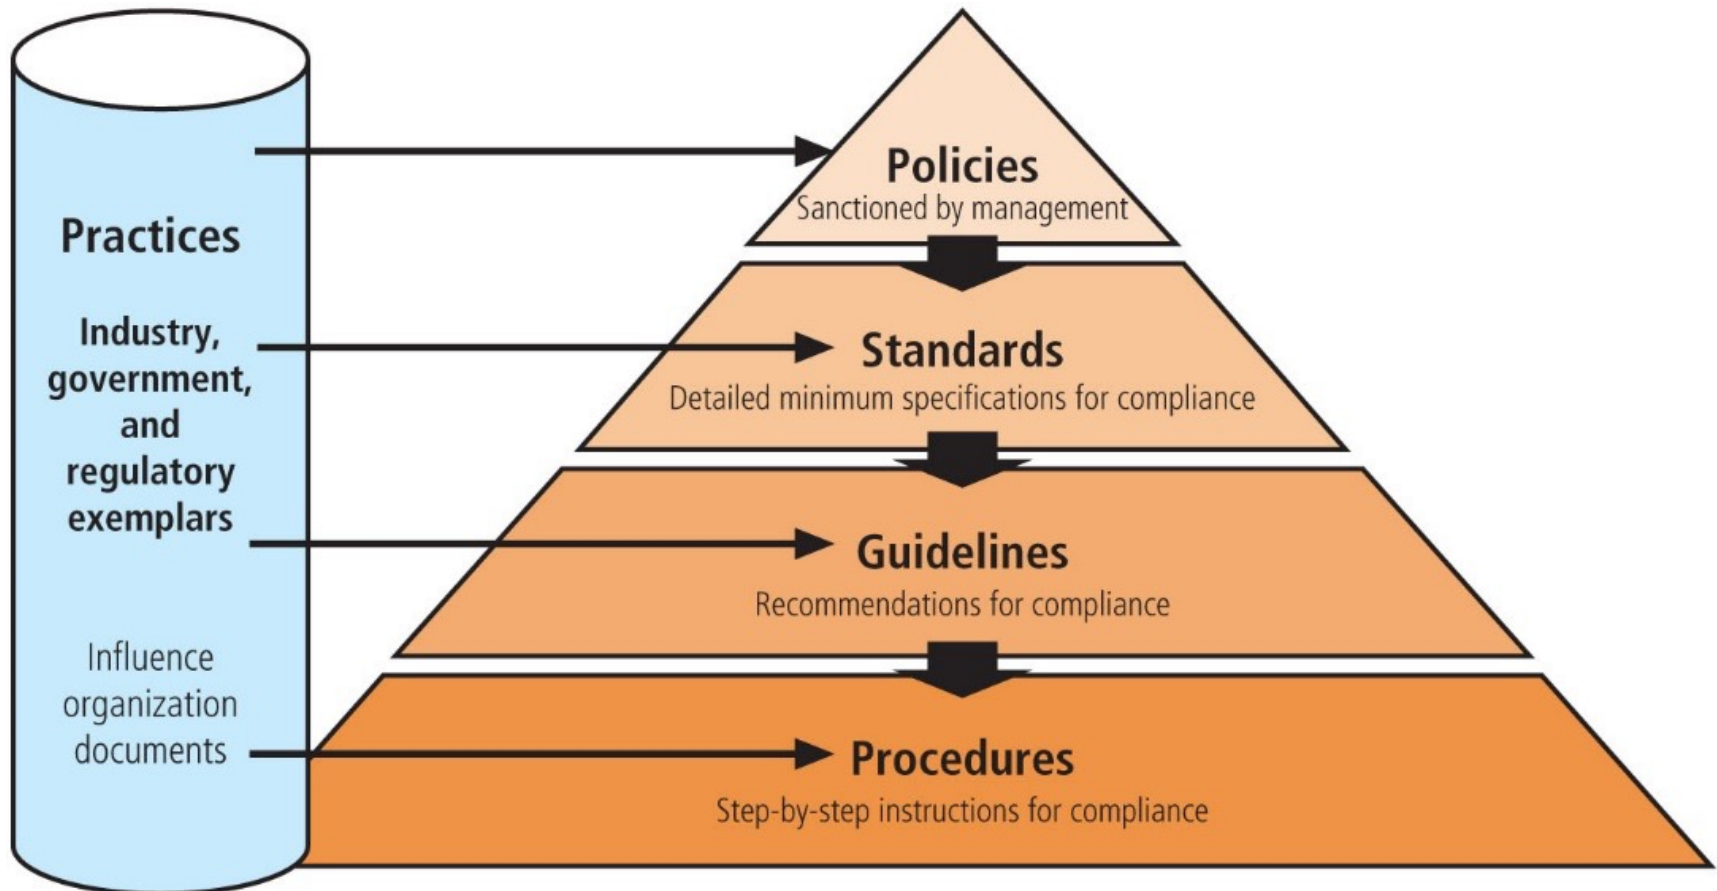 Practices
Industry,
government,
and
regulatory
exemplars
Influence
organization
documents
Policies
Sanctioned by management
Standards
Detailed minimum specifications for compliance
Guidelines
Recommendations for compliance
Procedures
Step-by-step instructions for compliance